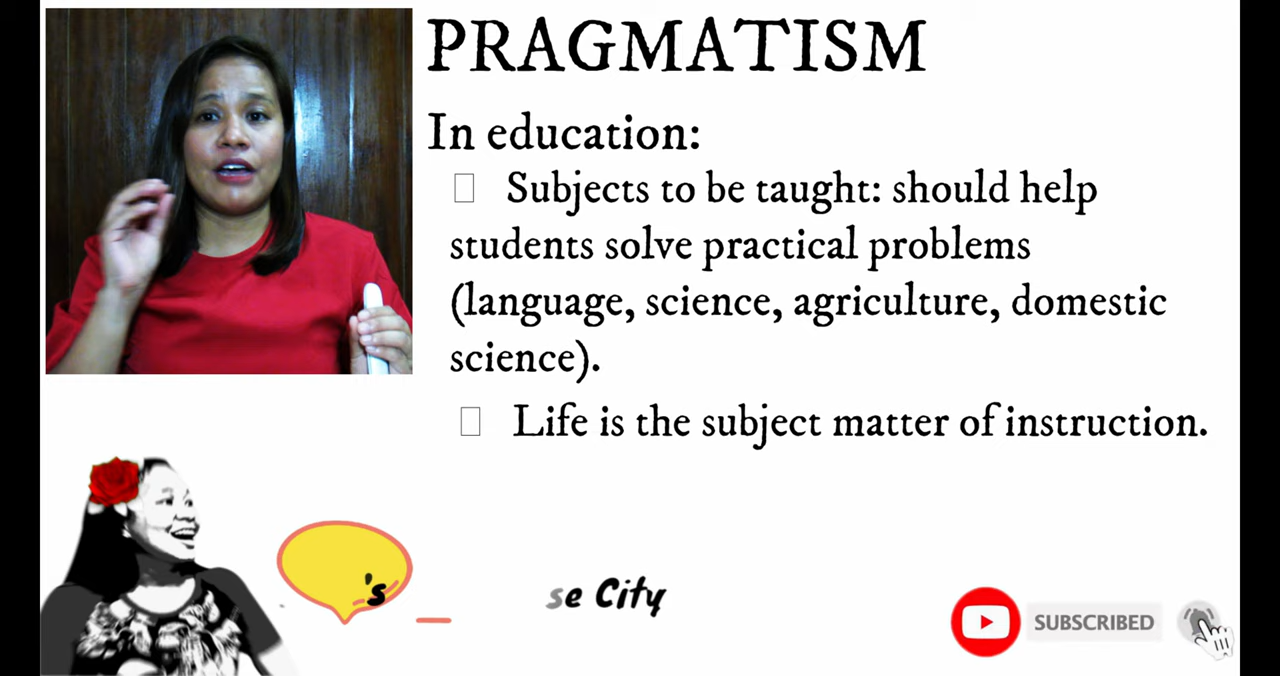 PRAGMATISM
In education:
Subjects to be taught: should help
students solve practical problems
(language, science, agriculture, domestic
science).
Life is the subject matter of instruction.
's
se City
SUBSCRIBED